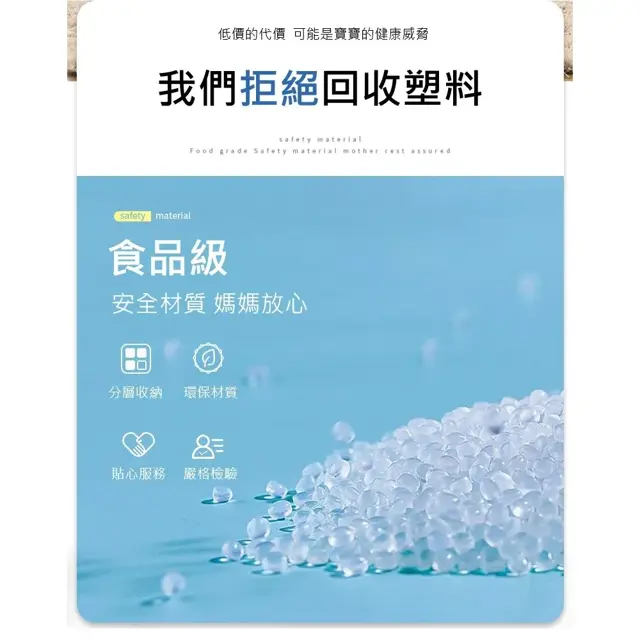 低價的代價 可能是寶寶的健康威脅
我們拒絕回收塑料
safety material
Food grade Safety material mother rest assured
safety material
食品級
安全材質 媽媽放心
分層收納 環保材質
貼心服務 嚴格檢驗